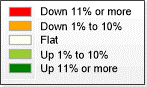 Down 11% or more
Down 1% to 10%
Flat
Up 1% to 10%
Up 11% or more